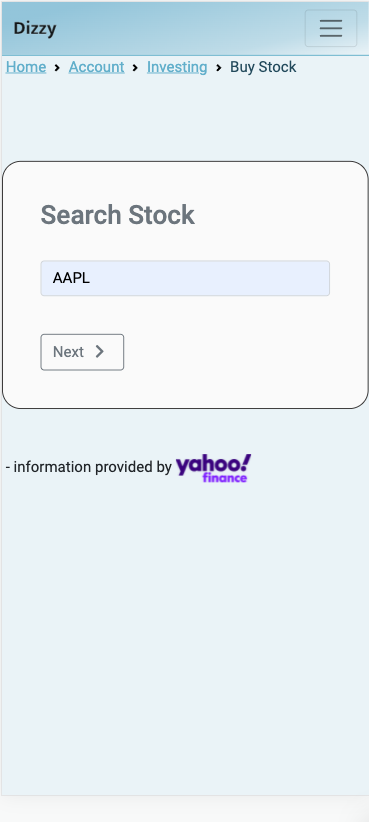 Dizzy
Home > Account > Investing > Buy Stock
Search Stock
AAPL
Next >
- information provided by yahoo! finance